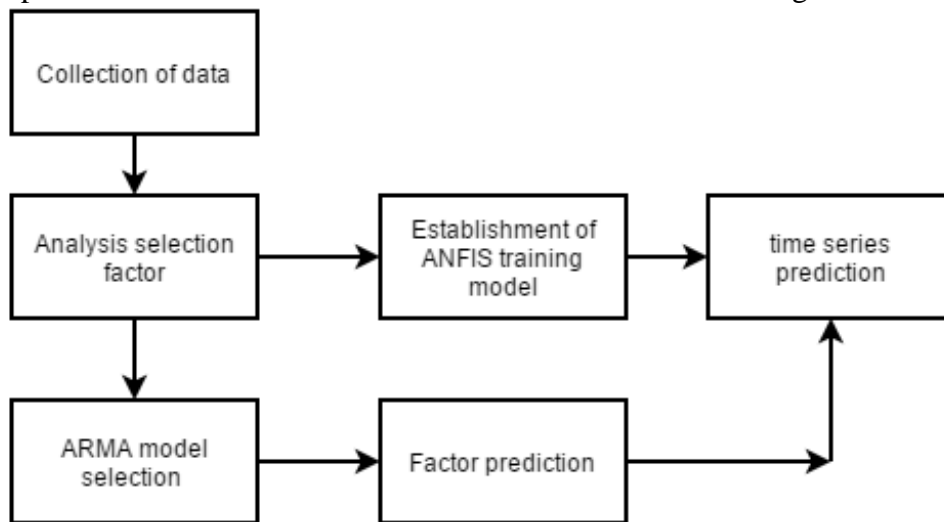 Collection of data
Analysis selection
factor
Establishment of
ANFIS training
model
time series
prediction
ARMA model
selection
Factor prediction